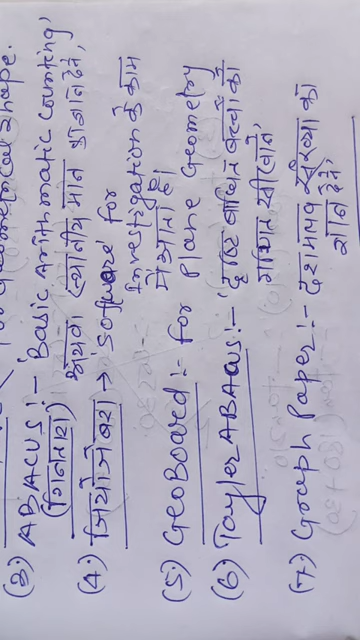 (3.) ABACUS :- 'Basic Arithmatic counting'
(गिनतारा) अथवा स्थानीय मान का ज्ञान देने,
(4.) जियोजेबरा → software for
Investigation के काम
में आता है।
(5.) GeoBoard :- for plane Geometry
(6) Tayler ABAcus :- दृष्टि बाधित बच्चों को
गणित सीखाने,
(7.) Graph Paper :- दशमलव संख्या का
ज्ञान देने,